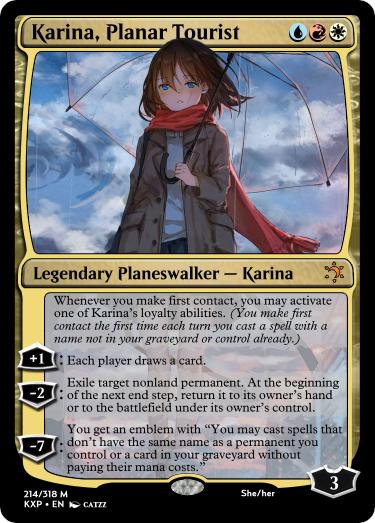 Karina, Planar Tourist
Legendary Planeswalker — Karina
Whenever you make first contact, you may activate
one of Karina's loyalty abilities. (You make first
contact the first time each turn you cast a spell with a
name not in your graveyard or control already.)
+1: Each player draws a card.
-2: Exile target nonland permanent. At the beginning
of the next end step, return it to its owner's hand
or to the battlefield under its owner's control.
-7: You get an emblem with “You may cast spells that
don't have the same name as a permanent you
control or a card in your graveyard without
paying their mana costs.”
3
214/318 M
KXP • EN CATZZ
She/her